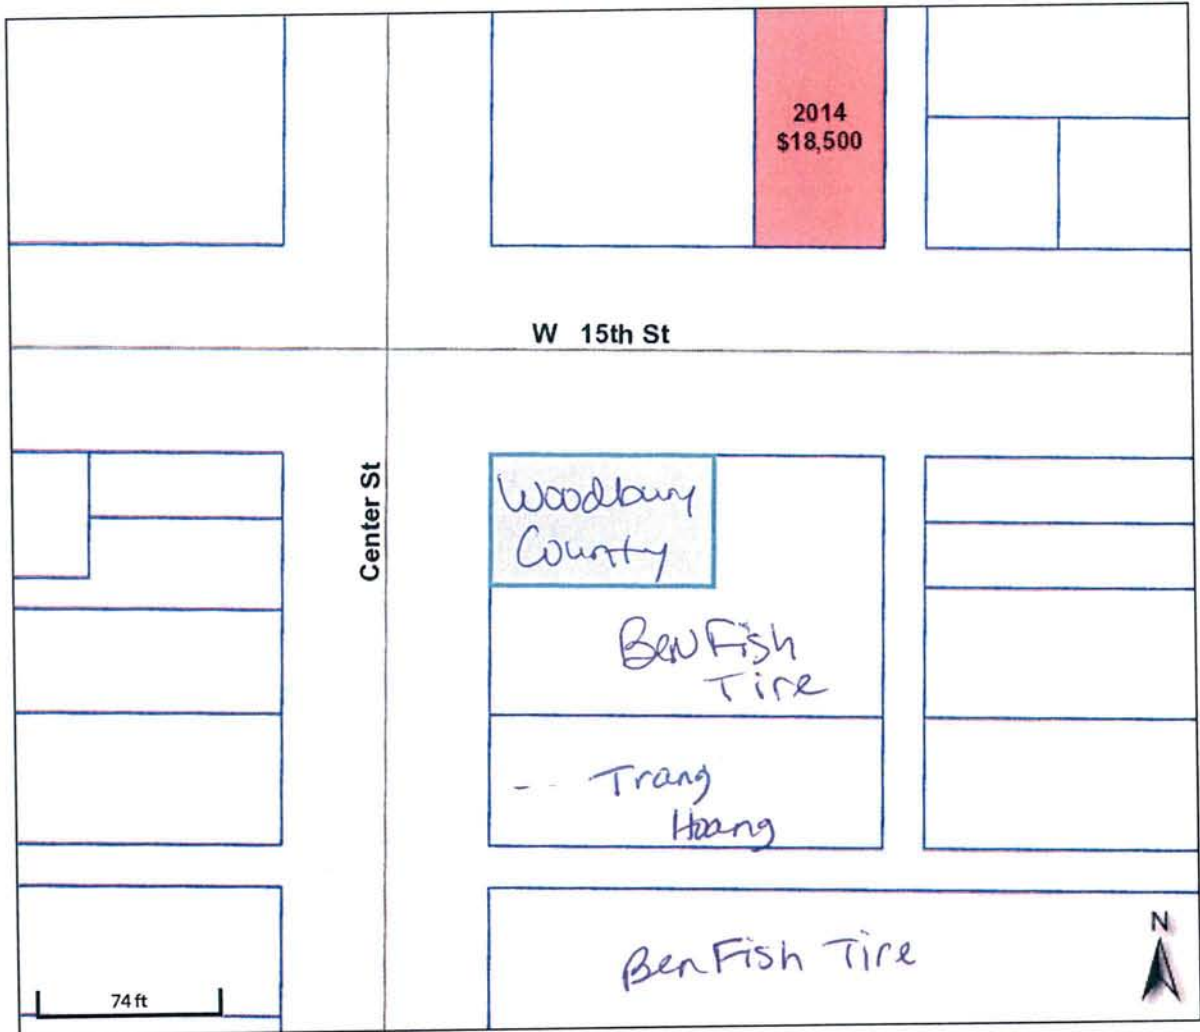 2014
$18,500
W 15th St
Center St
Woodbury
County
Ben Fish
Tire
-- Trang
Hoang
Ben Fish Tire
N
74 ft